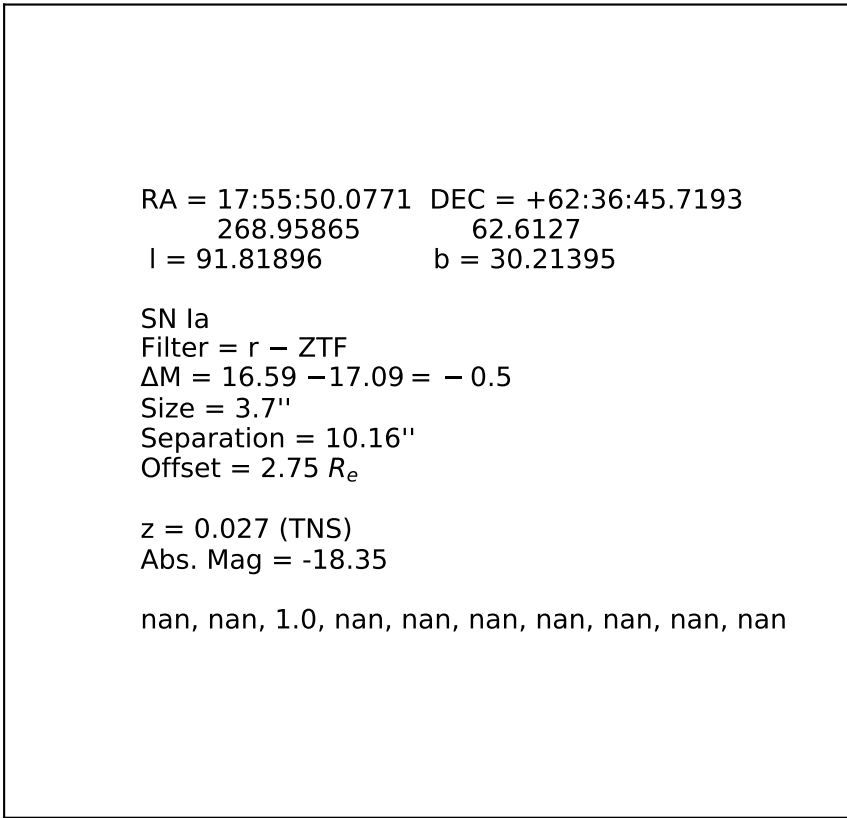 RA = 17:55:50.0771  DEC = +62:36:45.7193
268.95865 62.6127
l = 91.81896 b = 30.21395
SN Ia
Filter = r − ZTF
ΔM = 16.59 −17.09 = − 0.5
Size = 3.7''
Separation = 10.16''
Offset = 2.75 Re
z = 0.027 (TNS)
Abs. Mag = -18.35
nan, nan, 1.0, nan, nan, nan, nan, nan, nan, nan